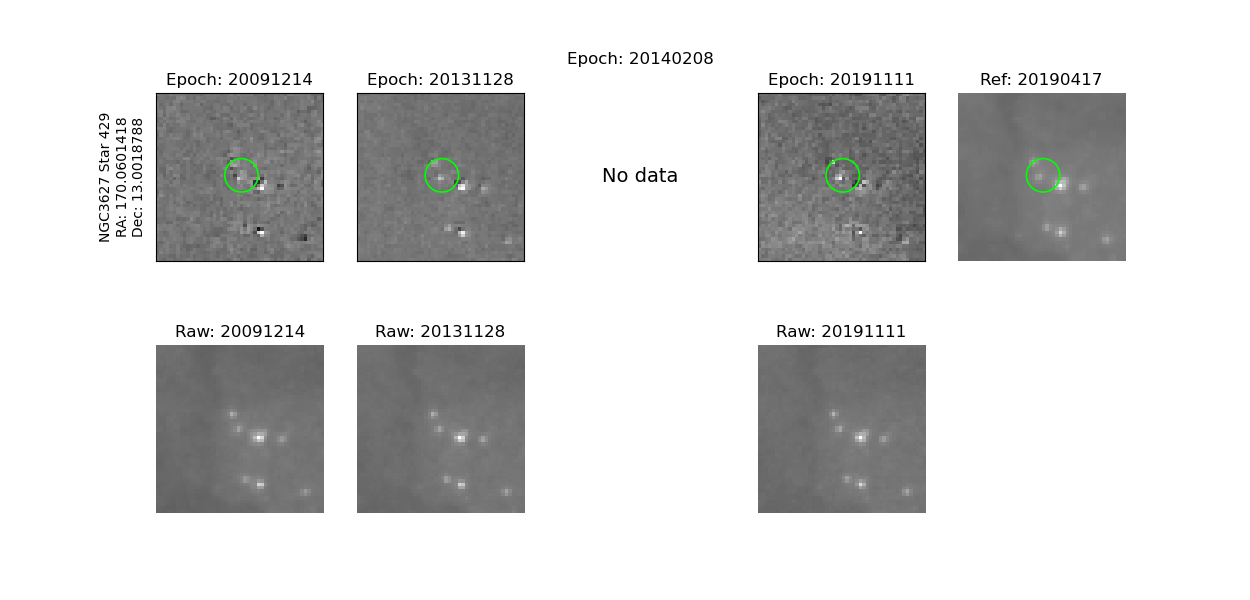 Epoch: 20140208
Epoch: 20091214
Epoch: 20131128
Epoch: 20191111
Ref: 20190417
NGC3627 Star 429
RA: 170.0601418
Dec: 13.0018788
No data
Raw: 20091214
Raw: 20131128
Raw: 20191111